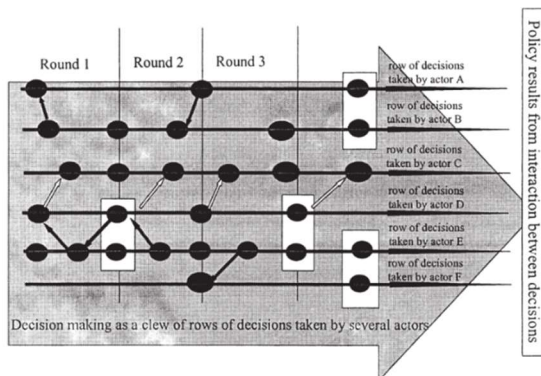 Round 1
Round 2
Round 3
row of decisions
taken by actor A
row of decisions
taken by actor B
row of decisions
taken by actor C
row of decisions
taken by actor D
row of decisions
taken by actor E
row of decisions
taken by actor F
Decision making as a clew of rows of decisions taken by several actors
Policy results from interaction between decisions